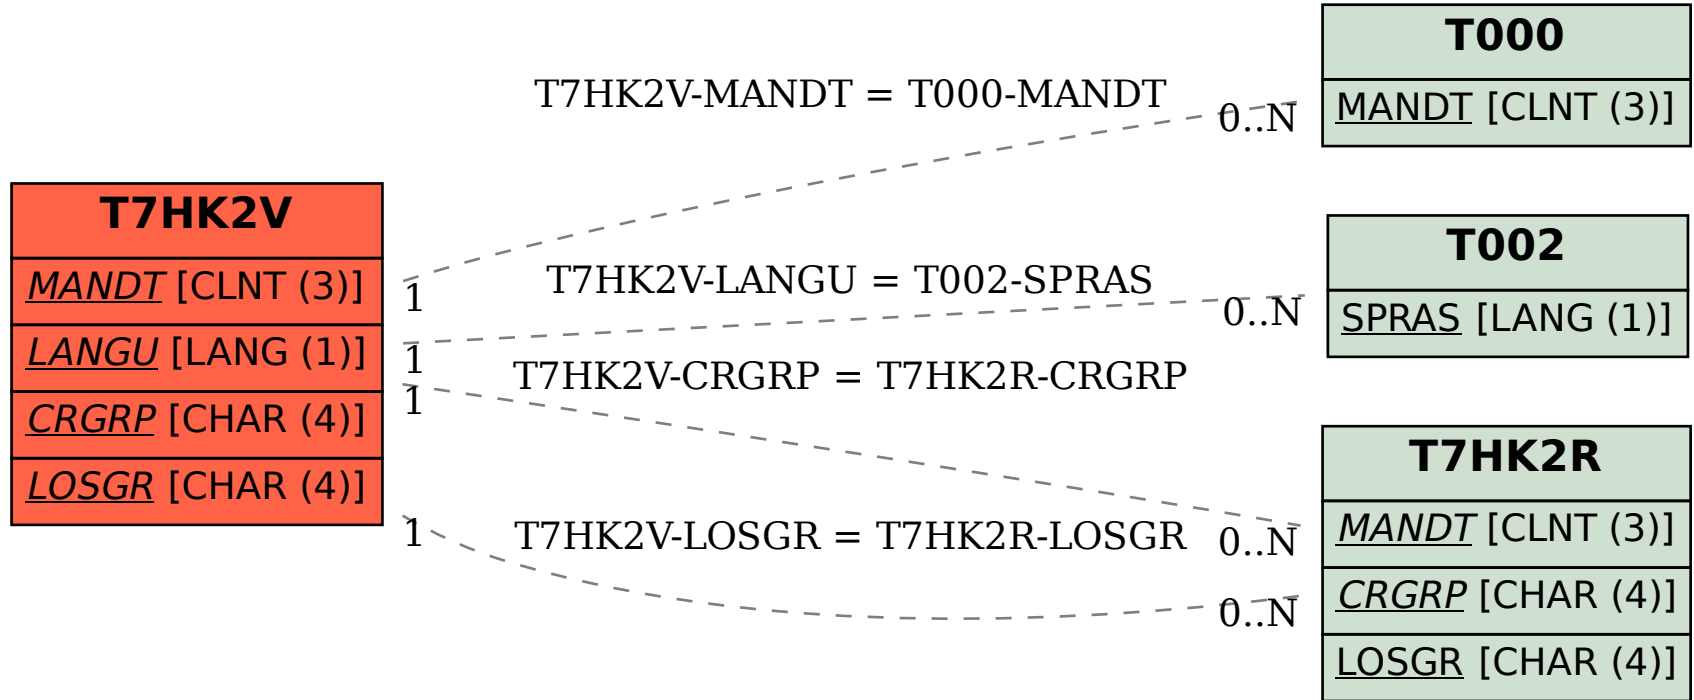 T7HK2V
MANDT [CLNT (3)]
LANGU [LANG (1)]
CRGRP [CHAR (4)]
LOSGR [CHAR (4)]
T7HK2V-MANDT = T000-MANDT
1
0..N
T7HK2V-LANGU = T002-SPRAS
1
0..N
T7HK2V-CRGRP = T7HK2R-CRGRP
1
0..N
T7HK2V-LOSGR = T7HK2R-LOSGR
1
0..N
T000
MANDT [CLNT (3)]
T002
SPRAS [LANG (1)]
T7HK2R
MANDT [CLNT (3)]
CRGRP [CHAR (4)]
LOSGR [CHAR (4)]